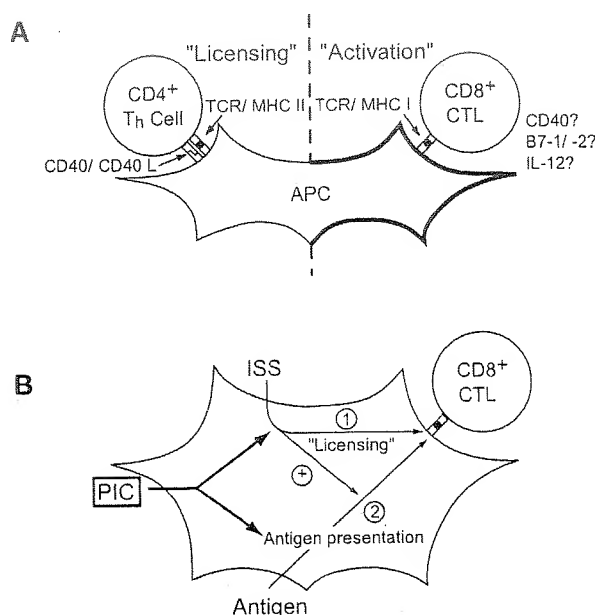 A
"Licensing" "Activation"
CD4+
Th Cell
TCR/ MHC II
TCR/ MHC I
CD8+
CTL
CD40?
B7-1/ -2?
IL-12?
CD40/ CD40 L
APC
B
ISS
CD8+
CTL
1
"Licensing"
+
PIC
2
Antigen presentation
Antigen